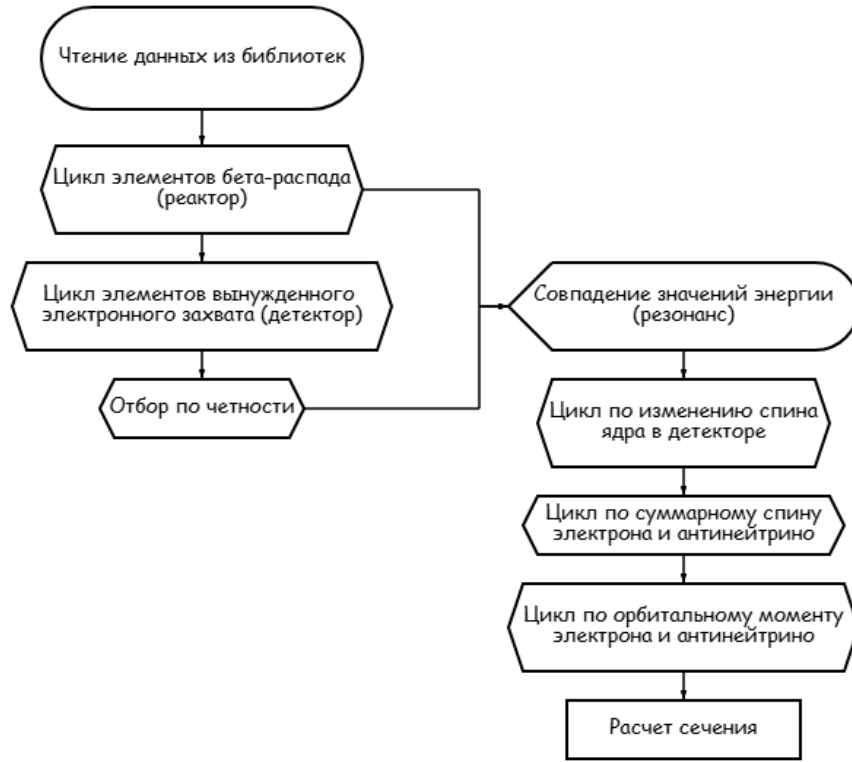 Чтение данных из библиотек
Цикл элементов бета-распада
(реактор)
Цикл элементов вынужденного
электронного захвата (детектор)
Отбор по четности
Совпадение значений энергии
(резонанс)
Цикл по изменению спина
ядра в детекторе
Цикл по суммарному спину
электрона и антинейтрино
Цикл по орбитальному моменту
электрона и антинейтрино
Расчет сечения